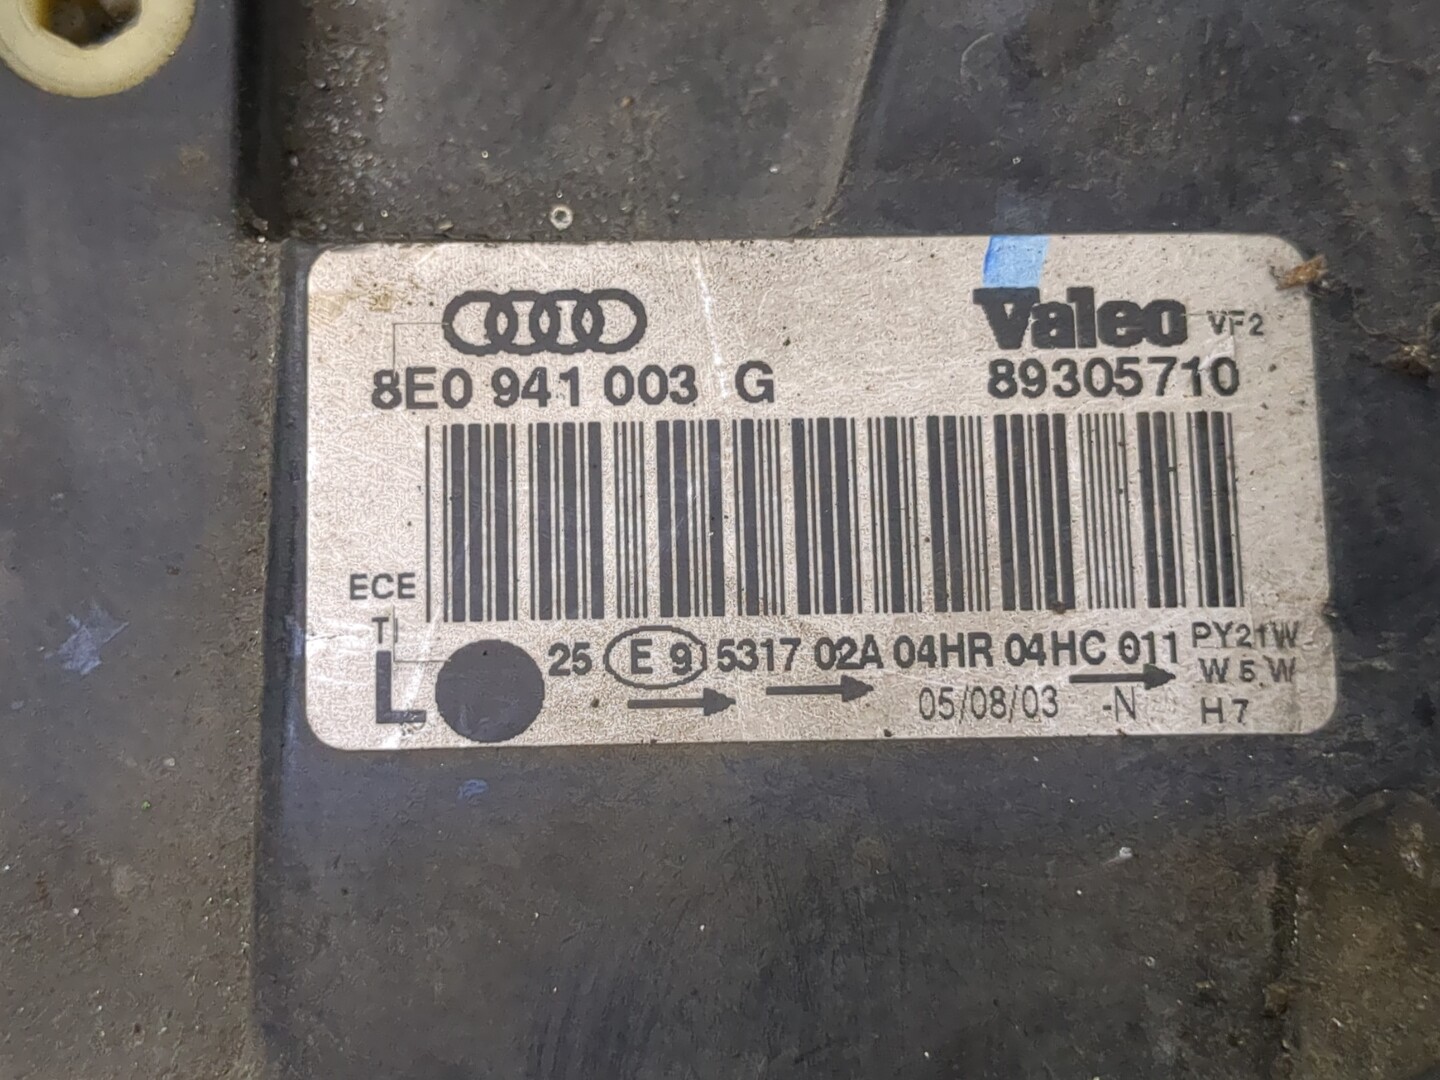 Valeo VF2
8E0 941 003 G 89305710
ECE
TI
L 25 E9 5317 02A 04HR 04HC 011 PY21W
W5W
05/08/03 -N H7